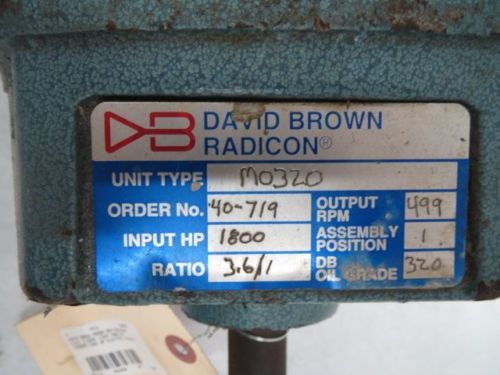 DB DAVID BROWN
RADICON®
UNIT TYPE M0320
ORDER No. 40-719 OUTPUT RPM 499
INPUT HP 1800 ASSEMBLY POSITION 1
RATIO 3.6/1 DB OIL GRADE 320